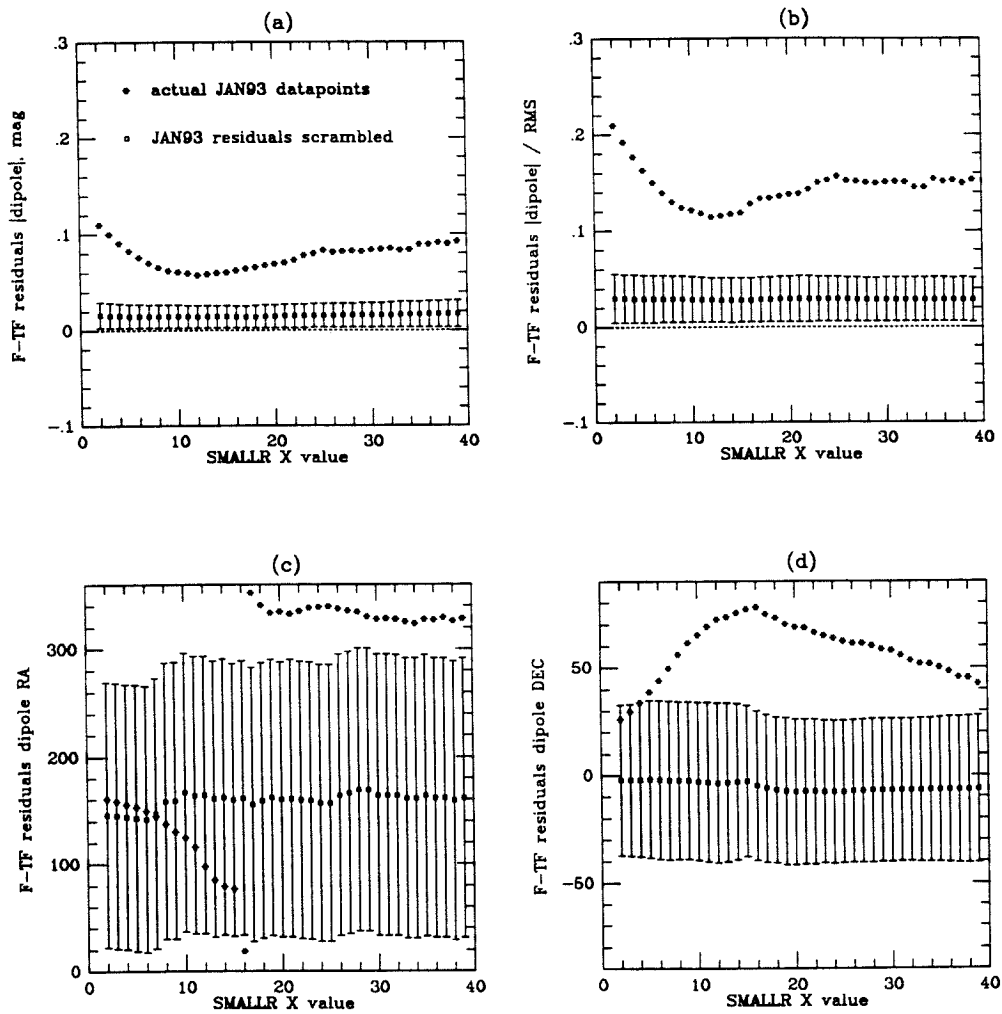 (a)
.3
.2
.1
0
-.1
0
10
20
30
40
F-TF residuals |dipole|, mag
actual JAN93 datapoints
JAN93 residuals scrambled
SMALLR X value
(b)
.3
.2
.1
0
-.1
0
10
20
30
40
F-TF residuals |dipole| / RMS
SMALLR X value
(c)
300
200
100
0
0
10
20
30
40
F-TF residuals dipole RA
SMALLR X value
(d)
50
0
-50
0
10
20
30
40
F-TF residuals dipole DEC
SMALLR X value